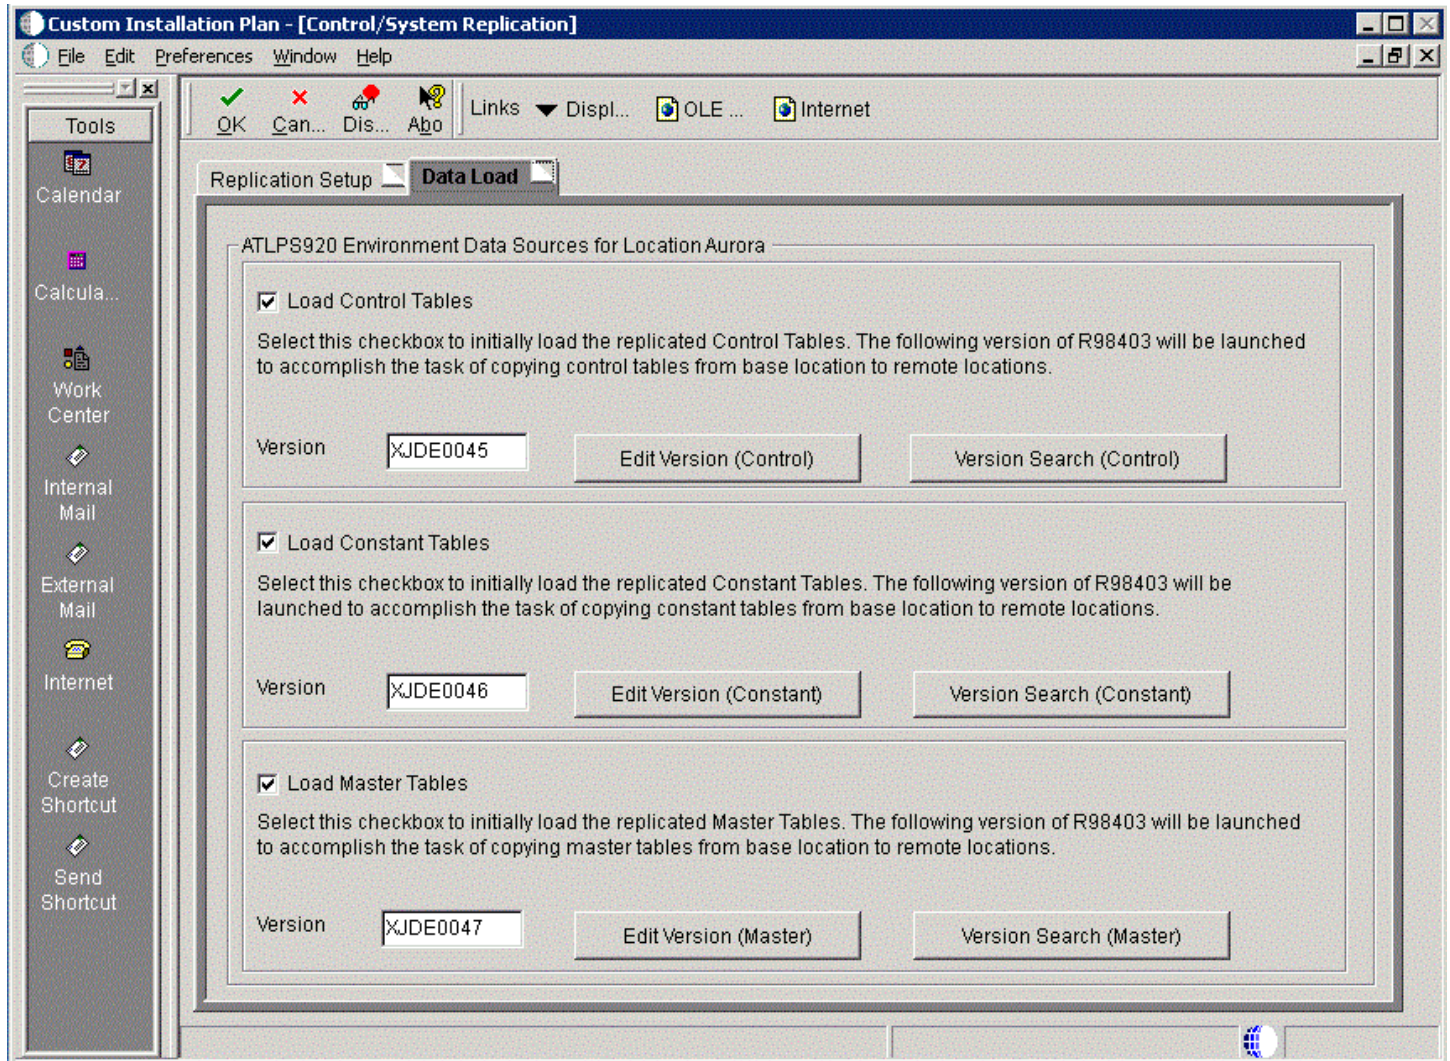 Custom Installation Plan - [Control/System Replication]
File Edit Preferences Window Help
Tools
Calendar
Calcula...
Work
Center
Internal
Mail
External
Mail
Internet
Create
Shortcut
Send
Shortcut
OK Can... Dis... Abo Links Displ... OLE ... Internet
Replication Setup Data Load
ATLPS920 Environment Data Sources for Location Aurora
Load Control Tables
Select this checkbox to initially load the replicated Control Tables. The following version of R98403 will be launched
to accomplish the task of copying control tables from base location to remote locations.
Version XJDE0045 Edit Version (Control) Version Search (Control)
Load Constant Tables
Select this checkbox to initially load the replicated Constant Tables. The following version of R98403 will be
launched to accomplish the task of copying constant tables from base location to remote locations.
Version XJDE0046 Edit Version (Constant) Version Search (Constant)
Load Master Tables
Select this checkbox to initially load the replicated Master Tables. The following version of R98403 will be launched
to accomplish the task of copying master tables from base location to remote locations.
Version XJDE0047 Edit Version (Master) Version Search (Master)